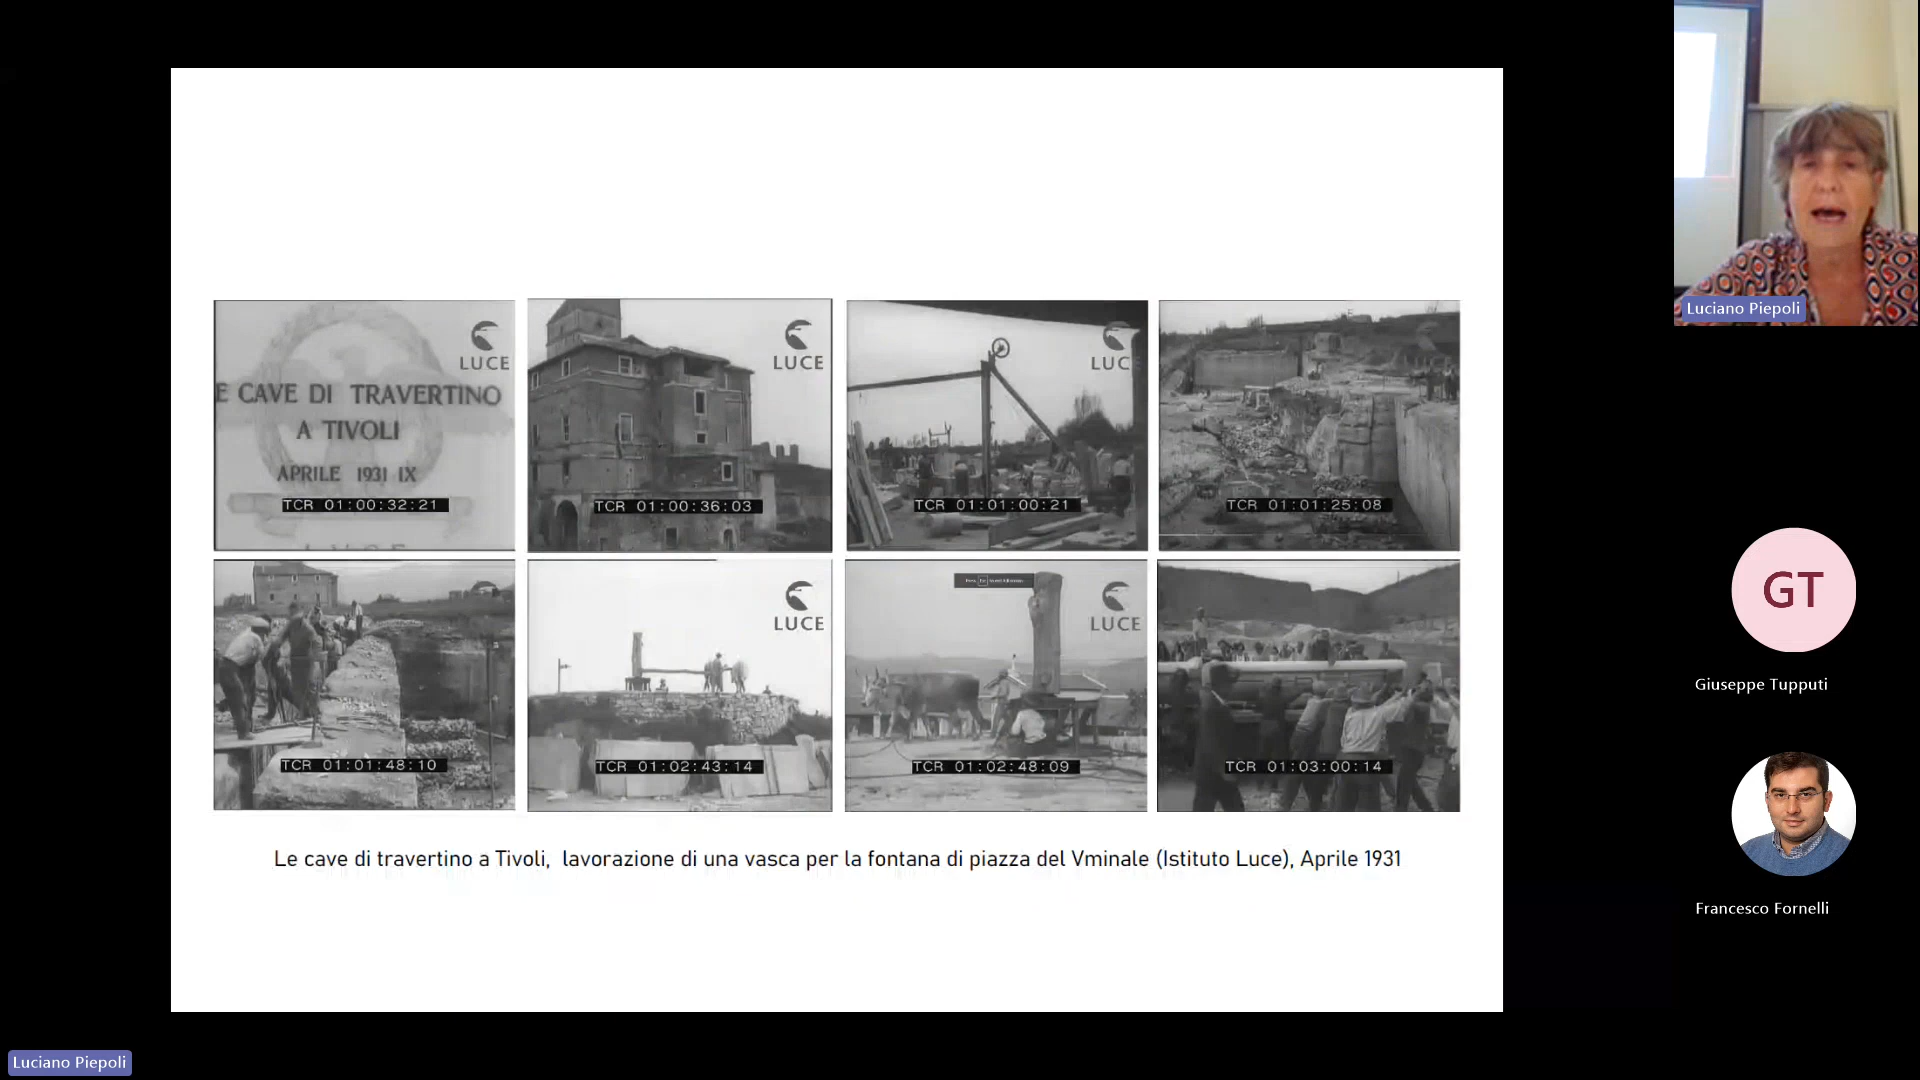 LUCE
E CAVE DI TRAVERTINO
A TIVOLI
APRILE 1931 IX
TCR 01:00:32:21
LUCE
TCR 01:00:36:03
LUC
TCR 01:01:00:21
TCR 01:01:25:08
TCR 01:01:48:10
LUCE
TCR 01:02:43:14
LUCE
TCR 01:02:48:09
TCR 01:03:00:14
Le cave di travertino a Tivoli, lavorazione di una vasca per la fontana di piazza del Vminale (Istituto Luce), Aprile 1931
Luciano Piepoli
GT
Giuseppe Tupputi
Francesco Fornelli
Luciano Piepoli